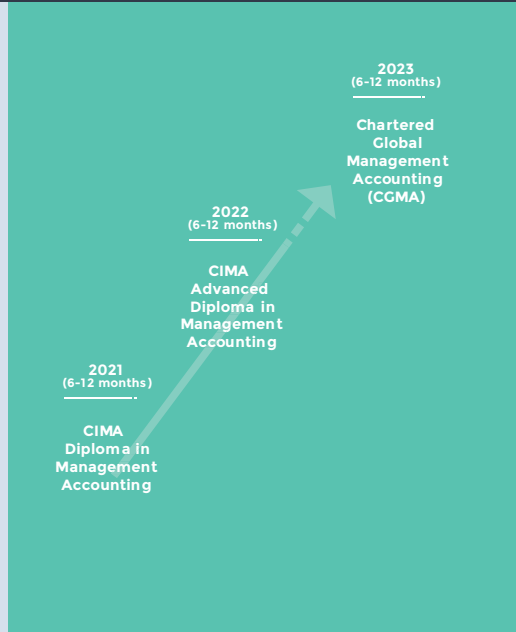 2023
(6-12 months)
Chartered
Global
Management
Accounting
(CGMA)
2022
(6-12 months)
CIMA
Advanced
Diploma in
Management
Accounting
2021
(6-12 months)
CIMA
Diploma in
Management
Accounting